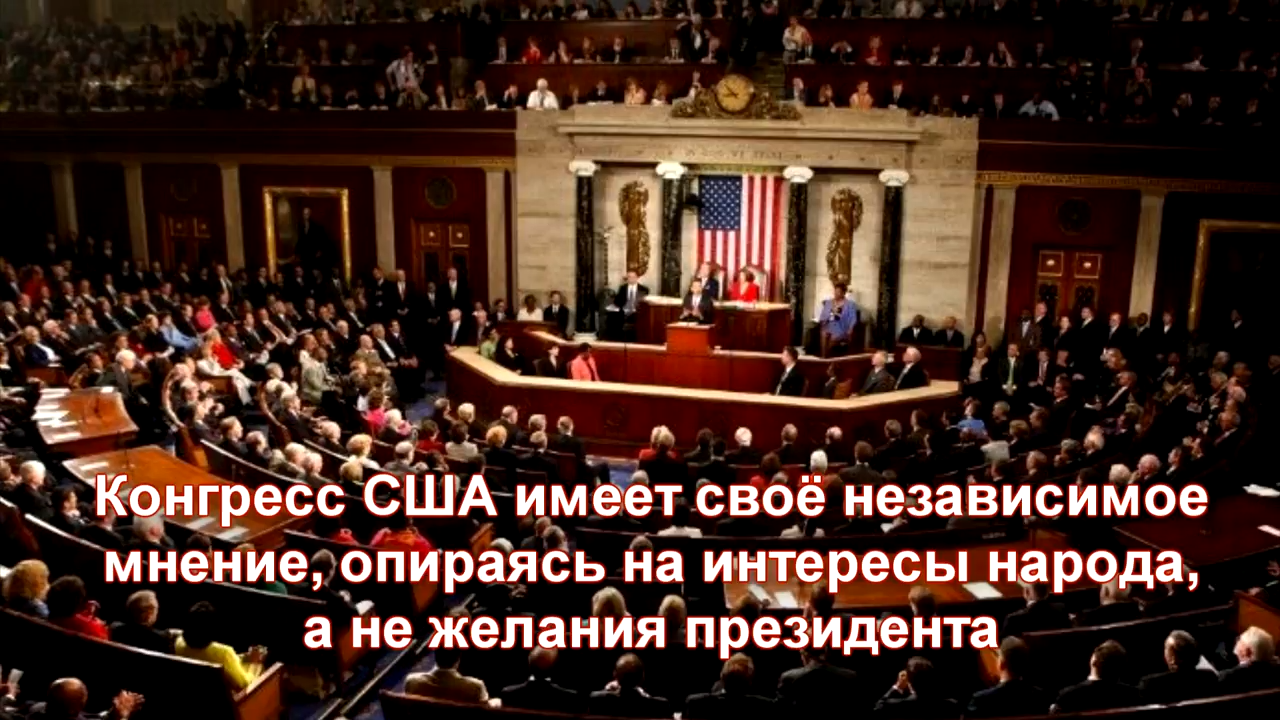 Конгресс США имеет своё независимое
мнение, опираясь на интересы народа,
а не желания президента